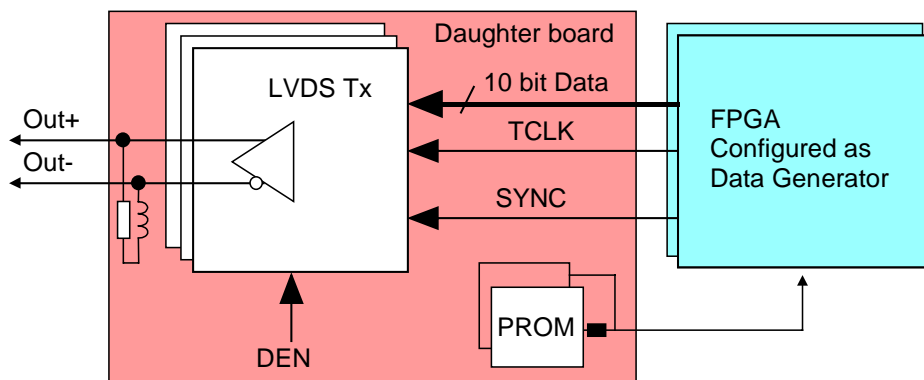 Daughter board
LVDS Tx
10 bit Data
Out+
TCLK
FPGA
Configured as
Data Generator
Out-
SYNC
PROM
DEN